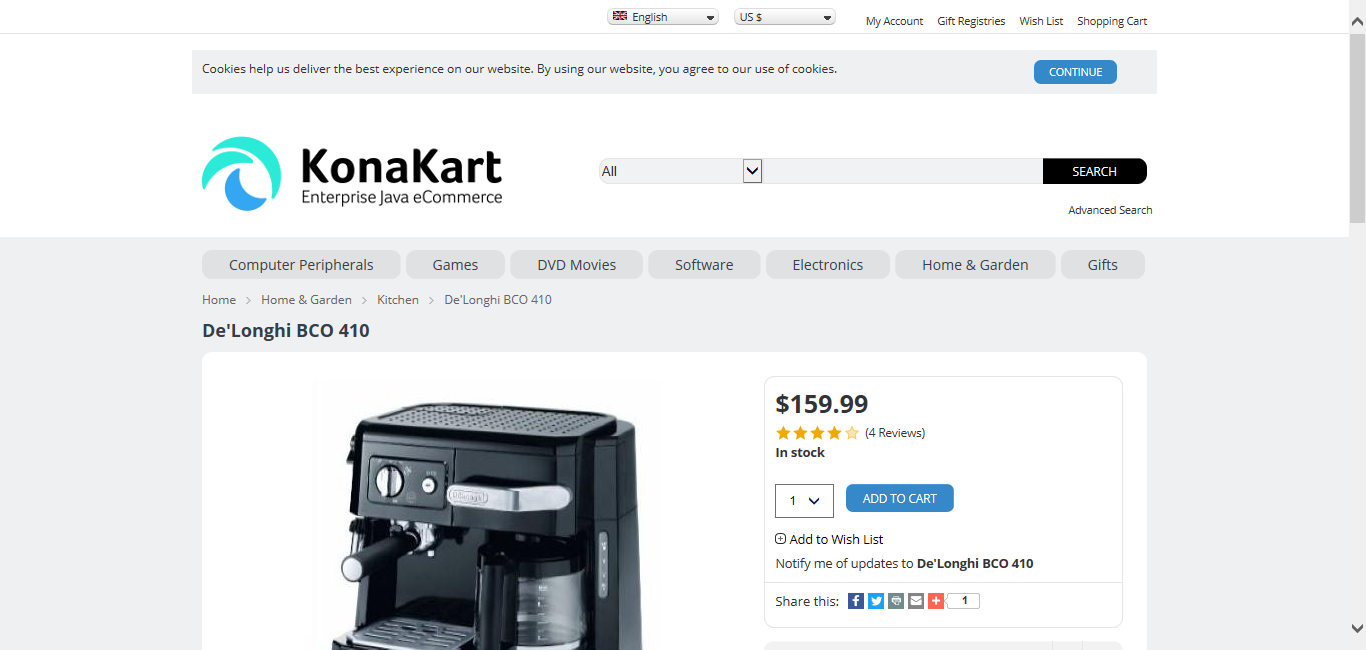 English
US $
My Account
Gift Registries
Wish List
Shopping Cart
Cookies help us deliver the best experience on our website. By using our website, you agree to our use of cookies.
CONTINUE
KonaKart
Enterprise Java eCommerce
All
SEARCH
Advanced Search
Computer Peripherals
Games
DVD Movies
Software
Electronics
Home & Garden
Gifts
Home > Home & Garden > Kitchen > De'Longhi BCO 410
De'Longhi BCO 410
$159.99
(4 Reviews)
In stock
1
ADD TO CART
Add to Wish List
Notify me of updates to De'Longhi BCO 410
Share this:
1
DeLonghi